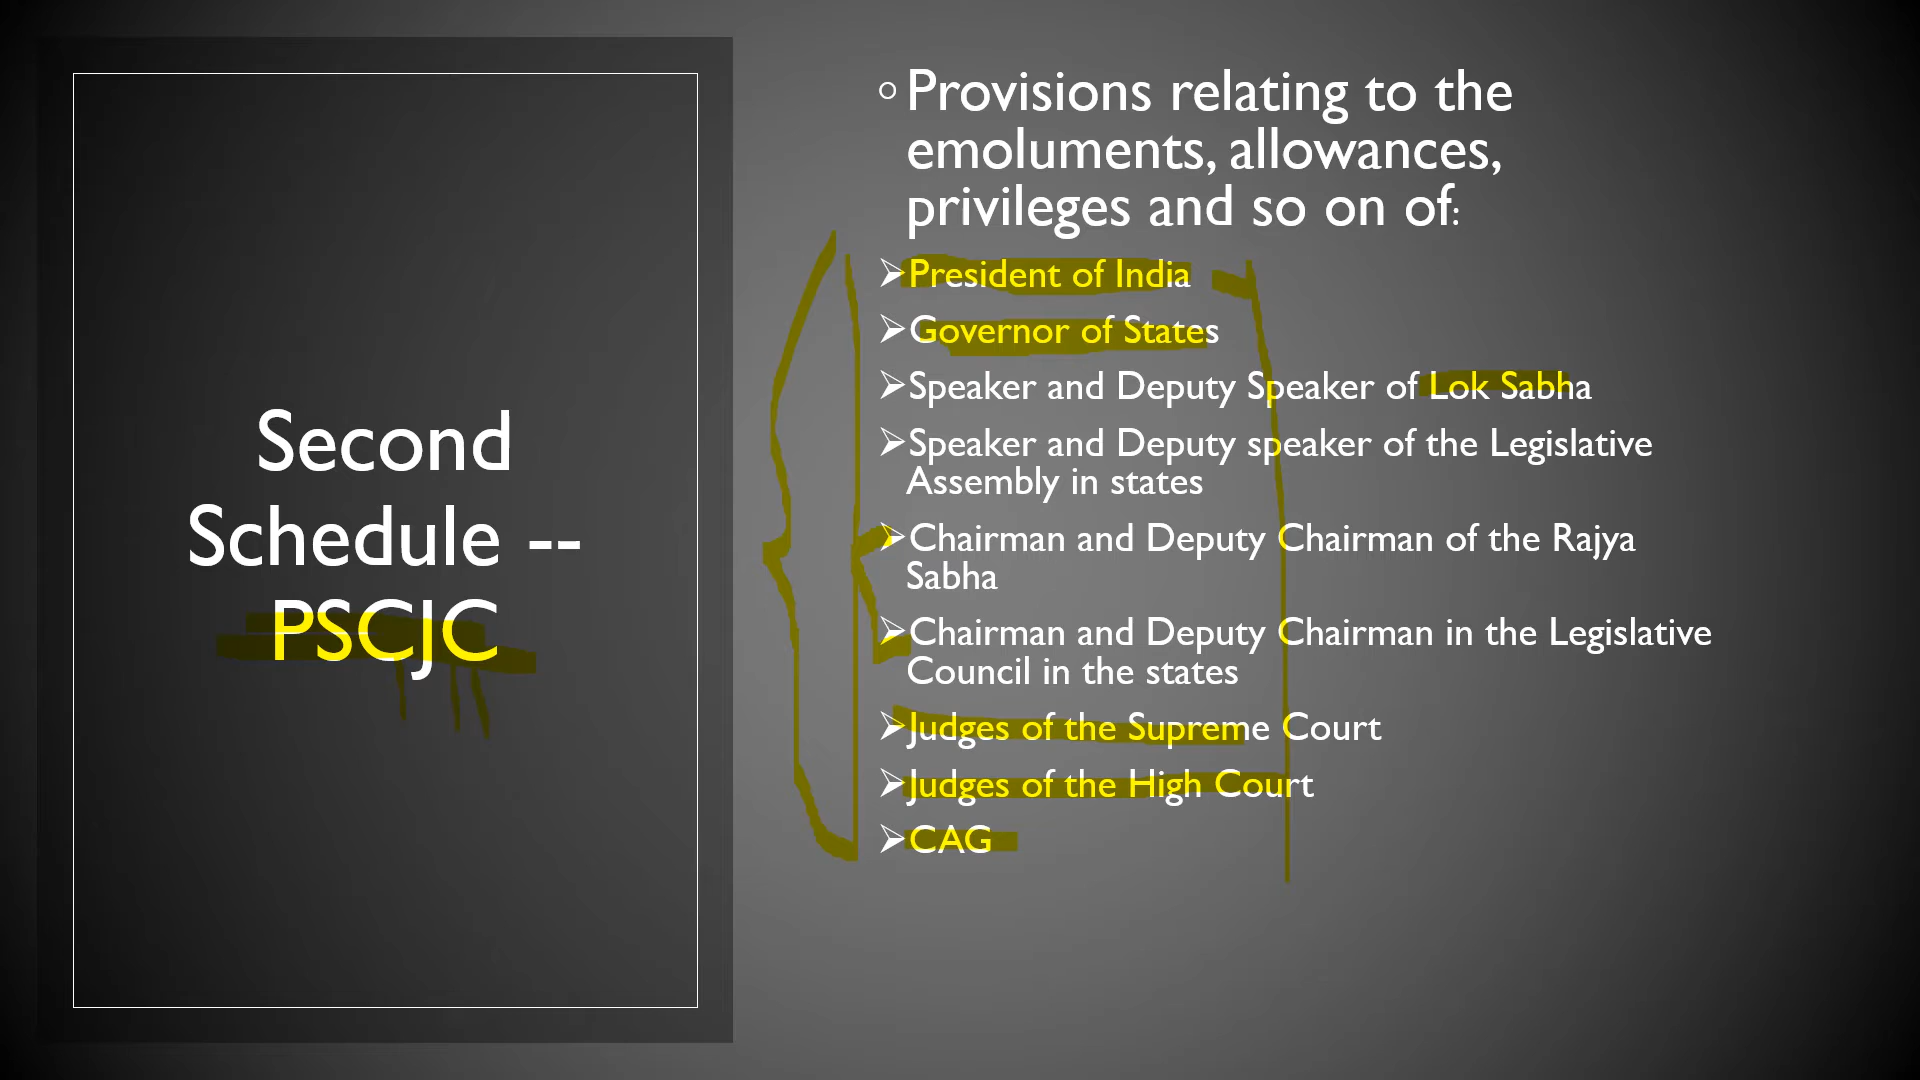 Second
Schedule --
PSCJC
◦Provisions relating to the
emoluments, allowances,
privileges and so on of:
➢President of India
➢Governor of States
➢Speaker and Deputy Speaker of Lok Sabha
➢Speaker and Deputy speaker of the Legislative
Assembly in states
➢Chairman and Deputy Chairman of the Rajya
Sabha
➢Chairman and Deputy Chairman in the Legislative
Council in the states
➢Judges of the Supreme Court
➢Judges of the High Court
➢CAG